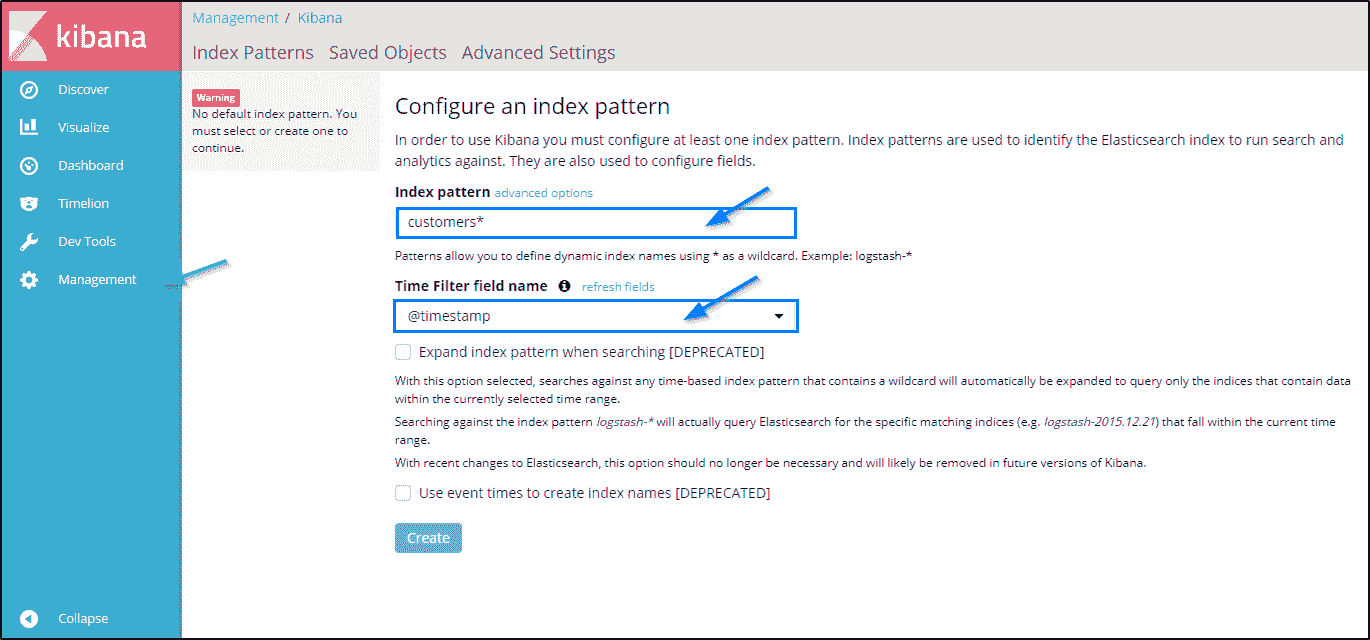 kibana
Discover
Visualize
Dashboard
Timelion
Dev Tools
Management
Collapse
Management / Kibana
Index Patterns Saved Objects Advanced Settings
Warning
No default index pattern. You
must select or create one to
continue.
Configure an index pattern
In order to use Kibana you must configure at least one index pattern. Index patterns are used to identify the Elasticsearch index to run search and
analytics against. They are also used to configure fields.
Index pattern advanced options
customers*
Patterns allow you to define dynamic index names using * as a wildcard. Example: logstash-*
Time Filter field name refresh fields
@timestamp
Expand index pattern when searching [DEPRECATED]
With this option selected, searches against any time-based index pattern that contains a wildcard will automatically be expanded to query only the indices that contain data
within the currently selected time range.
Searching against the index pattern logstash-* will actually query Elasticsearch for the specific matching indices (e.g. logstash-2015.12.21) that fall within the current time
range.
With recent changes to Elasticsearch, this option should no longer be necessary and will likely be removed in future versions of Kibana.
Use event times to create index names [DEPRECATED]
Create